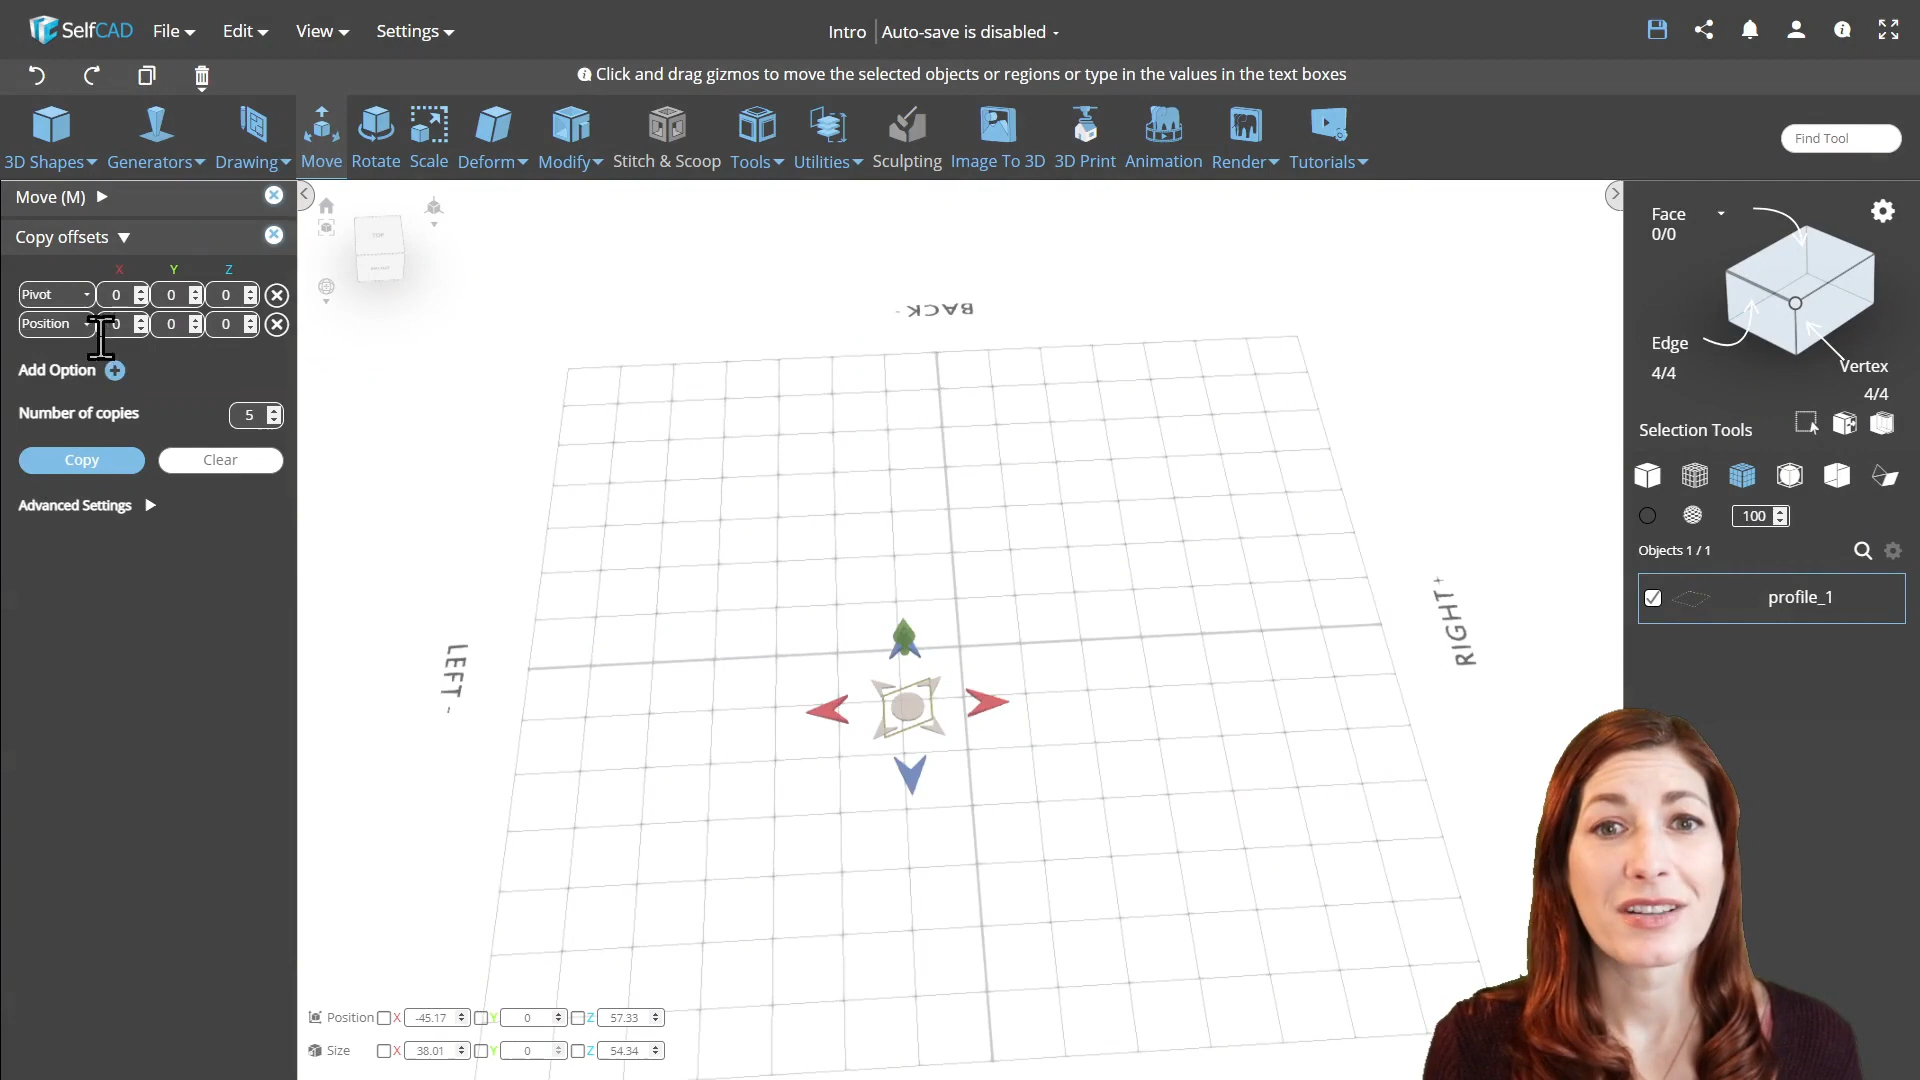 SelfCAD File Edit View Settings Intro Auto-save is disabled
Click and drag gizmos to move the selected objects or regions or type in the values in the text boxes
3D Shapes Generators Drawing Move Rotate Scale Deform Modify Stitch & Scoop Tools Utilities Sculpting Image To 3D 3D Print Animation Render Tutorials Find Tool
Move (M)
Copy offsets
X Y Z
Pivot 0 0 0
Position 0 0 0
Add Option
Number of copies 5
Copy Clear
Advanced Settings
TOP
BACK -
LEFT -
RIGHT+
Position X -45.17 Y 0 Z 57.33
Size X 38.01 Y 0 Z 54.34
Face
0/0
Edge
4/4
Vertex
4/4
Selection Tools
100
Objects 1 / 1
profile_1